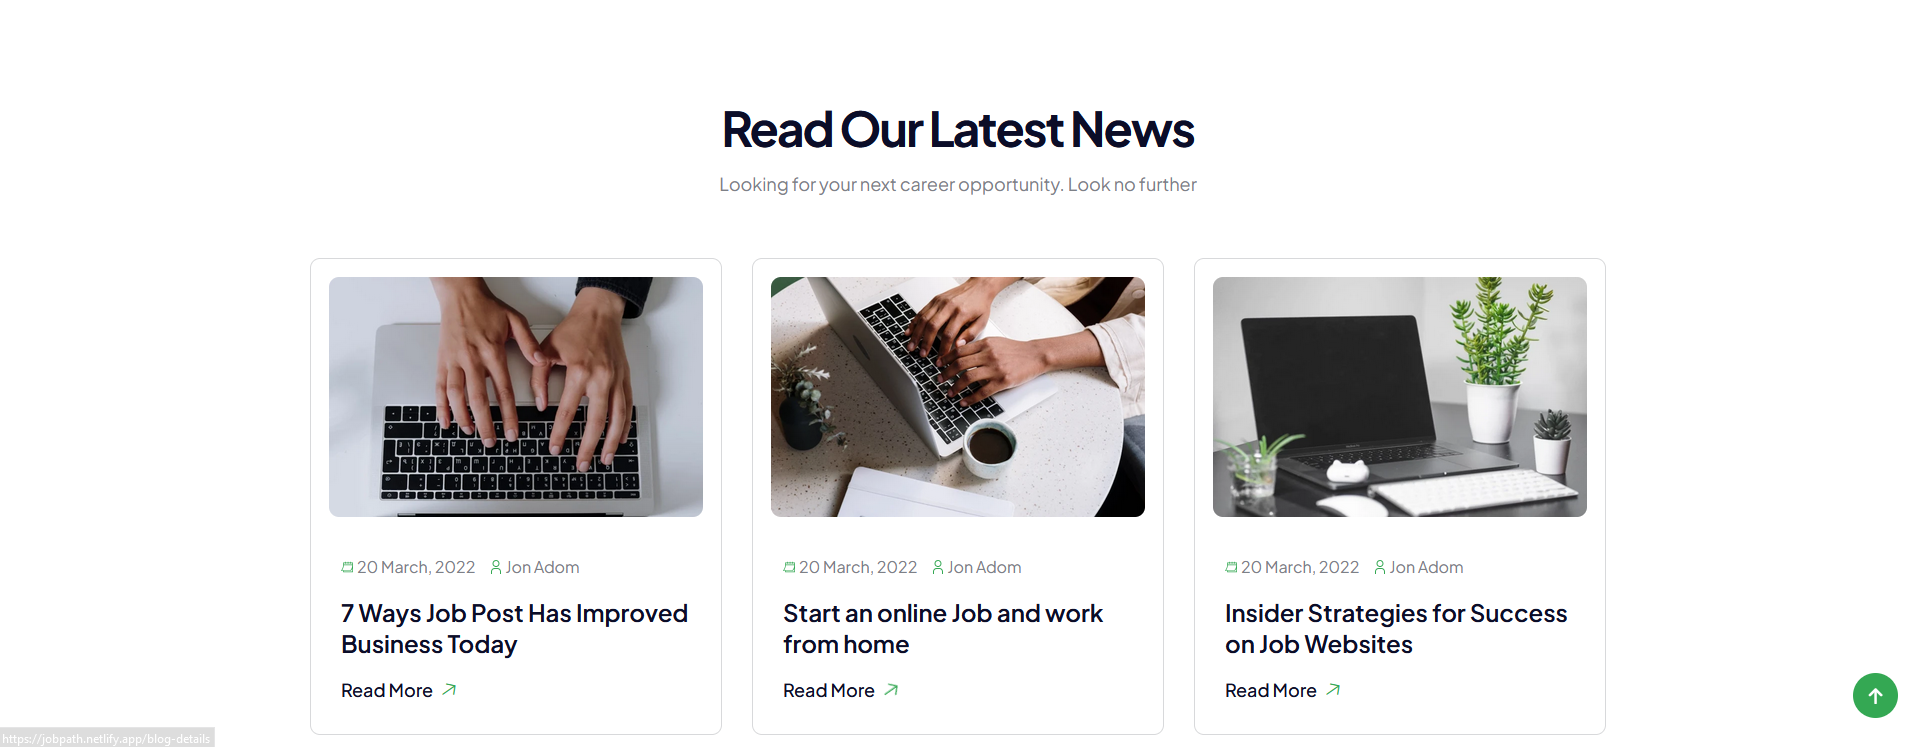 Read Our Latest News
Looking for your next career opportunity. Look no further
20 March, 2022 Jon Adom
7 Ways Job Post Has Improved
Business Today
Read More
20 March, 2022 Jon Adom
Start an online Job and work
from home
Read More
20 March, 2022 Jon Adom
Insider Strategies for Success
on Job Websites
Read More
https://jobpath.netlify.app/blog-details